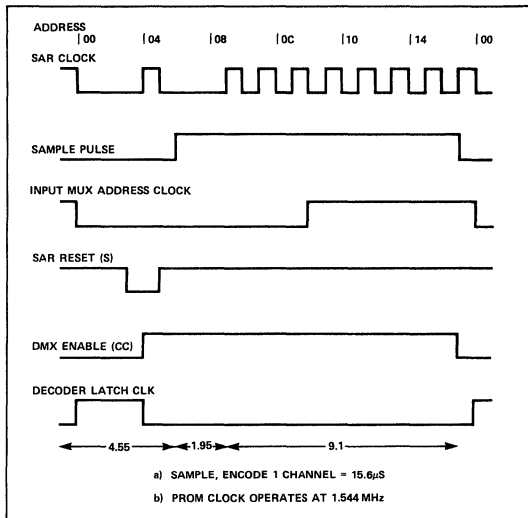 ADDRESS
|00 |04 |08 |0C |10 |14 |00
SAR CLOCK
SAMPLE PULSE
INPUT MUX ADDRESS CLOCK
SAR RESET (S)
DMX ENABLE (CC)
DECODER LATCH CLK
4.55 1.95 9.1
a) SAMPLE, ENCODE 1 CHANNEL = 15.6μS
b) PROM CLOCK OPERATES AT 1.544 MHz